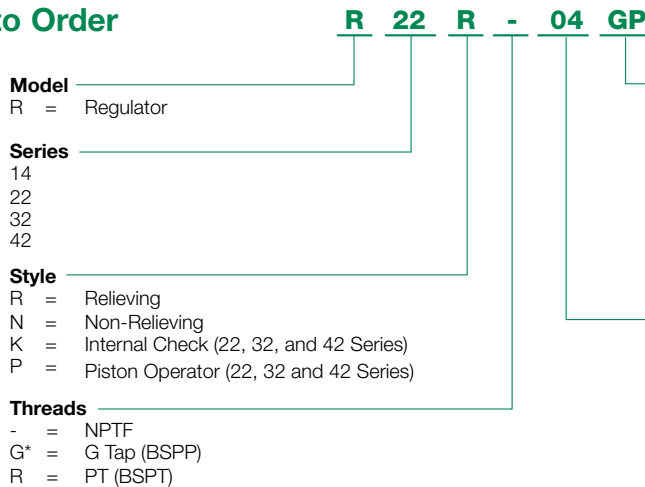 to Order
R 22 R - 04 GP
Model
R = Regulator
Series
14
22
32
42
Style
R = Relieving
N = Non-Relieving
K = Internal Check (22, 32, and 42 Series)
P = Piston Operator (22, 32 and 42 Series)
Threads
- = NPTF
G* = G Tap (BSPP)
R = PT (BSPT)